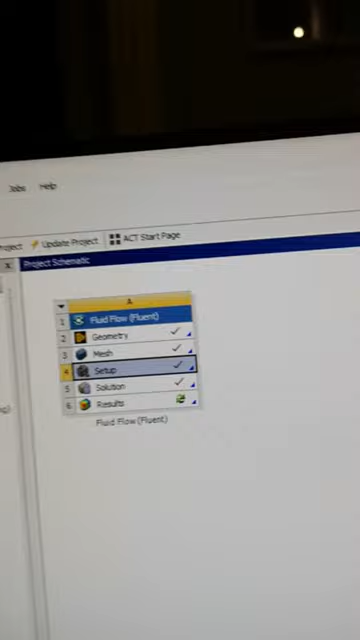 Jobs Help
Project Update Project ACT Start Page
x Project Schematic
A
1 Fluid Flow (Fluent)
2 Geometry
3 Mesh
4 Setup
5 Solution
6 Results
Fluid Flow (Fluent)